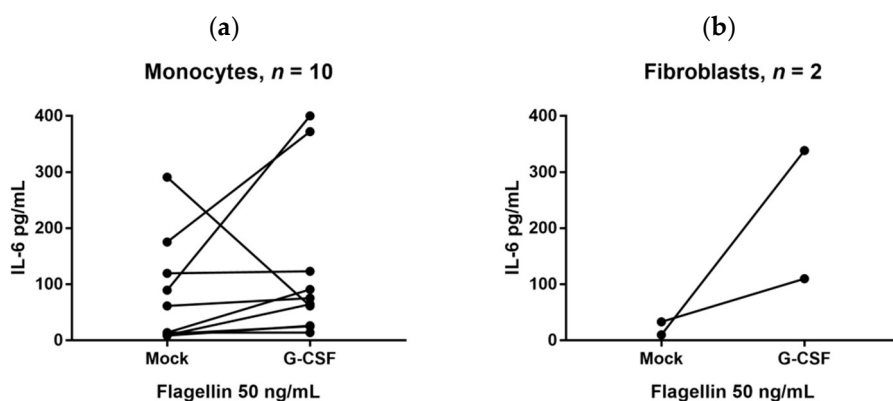 (a)
Monocytes, n = 10
400
300
200
100
0
IL-6 pg/mL
Mock G-CSF
Flagellin 50 ng/mL
(b)
Fibroblasts, n = 2
400
300
200
100
0
IL-6 pg/mL
Mock G-CSF
Flagellin 50 ng/mL